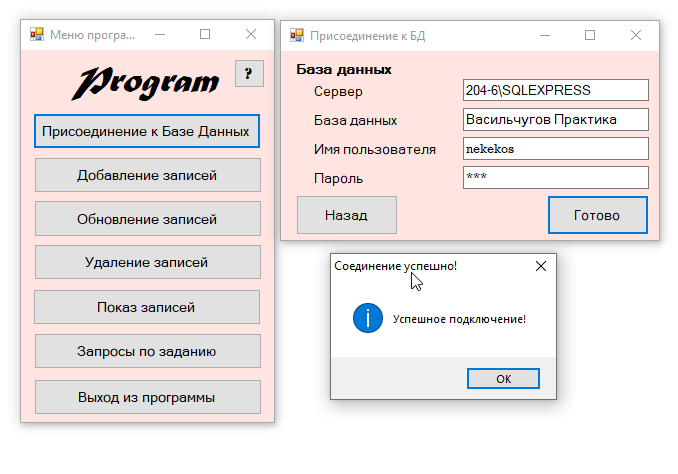 Меню програ...
Program
?
Присоединение к Базе Данных
Добавление записей
Обновление записей
Удаление записей
Показ записей
Запросы по заданию
Выход из программы
Присоединение к БД
База данных
Сервер 204-6\SQLEXPRESS
База данных Васильчугов Практика
Имя пользователя nekekos
Пароль ***
Назад Готово
Соединение успешно!
Успешное подключение!
OK